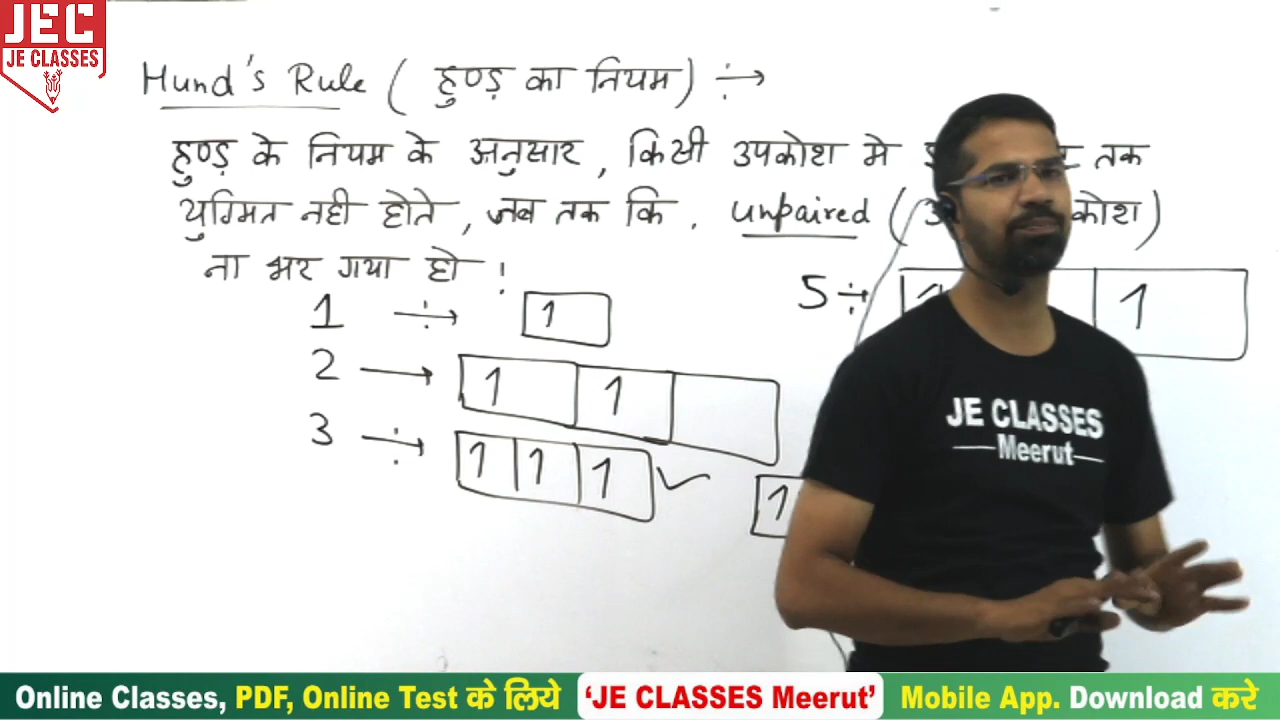 JEC
JE CLASSES
Hund's Rule ( हुण्ड़ का नियम) ÷→
हुण्ड़ के नियम के अनुसार, किसी उपकोश मे तक
युग्मित नही होते, जब तक कि . unpaired ( कोश)
ना भर गया हो !
1 ÷→ 1
5 ÷ 1 1
2 → 1 1
3 ÷→ 1 1 1 ✓ 1
JE CLASSES
Meerut
Online Classes, PDF, Online Test के लिये 'JE CLASSES Meerut' Mobile App. Download करे